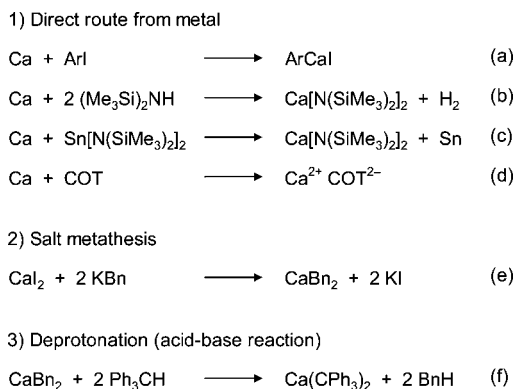 1) Direct route from metal
Ca + ArI ⟶ ArCaI (a)
Ca + 2 (Me₃Si)₂NH ⟶ Ca[N(SiMe₃)₂]₂ + H₂ (b)
Ca + Sn[N(SiMe₃)₂]₂ ⟶ Ca[N(SiMe₃)₂]₂ + Sn (c)
Ca + COT ⟶ Ca²⁺ COT²⁻ (d)
2) Salt metathesis
CaI₂ + 2 KBn ⟶ CaBn₂ + 2 KI (e)
3) Deprotonation (acid-base reaction)
CaBn₂ + 2 Ph₃CH ⟶ Ca(CPh₃)₂ + 2 BnH (f)